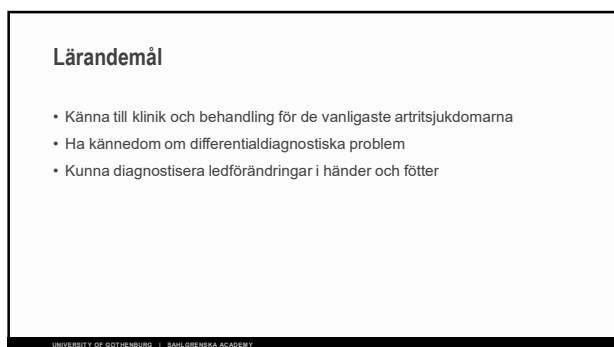 Lärandemål
• Känna till klinik och behandling för de vanligaste artritsjukdomarna
• Ha kännedom om differentialdiagnostiska problem
• Kunna diagnostisera ledförändringar i händer och fötter
UNIVERSITY OF GOTHENBURG | SAHLGRENSKA ACADEMY